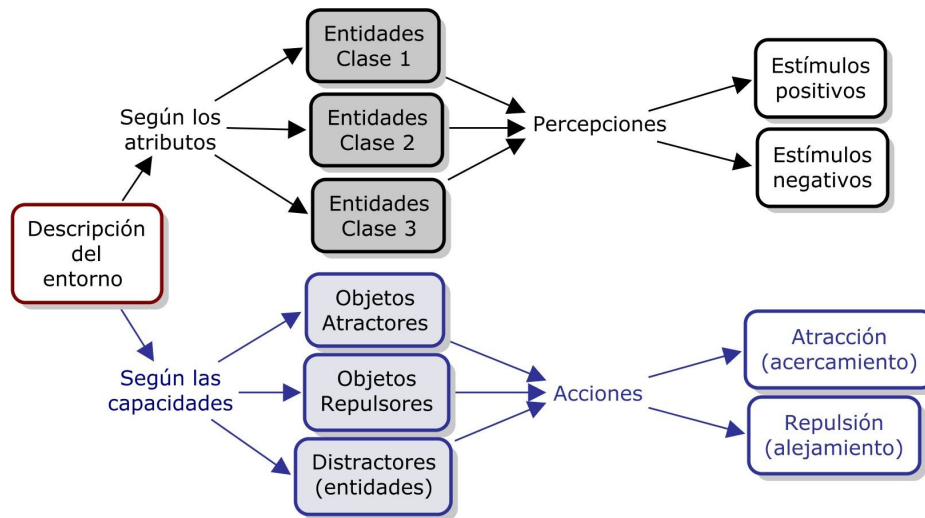 Descripción
del
entorno
Según los
atributos
Entidades
Clase 1
Entidades
Clase 2
Entidades
Clase 3
Percepciones
Estímulos
positivos
Estímulos
negativos
Según las
capacidades
Objetos
Atractores
Objetos
Repulsores
Distractores
(entidades)
Acciones
Atracción
(acercamiento)
Repulsión
(alejamiento)